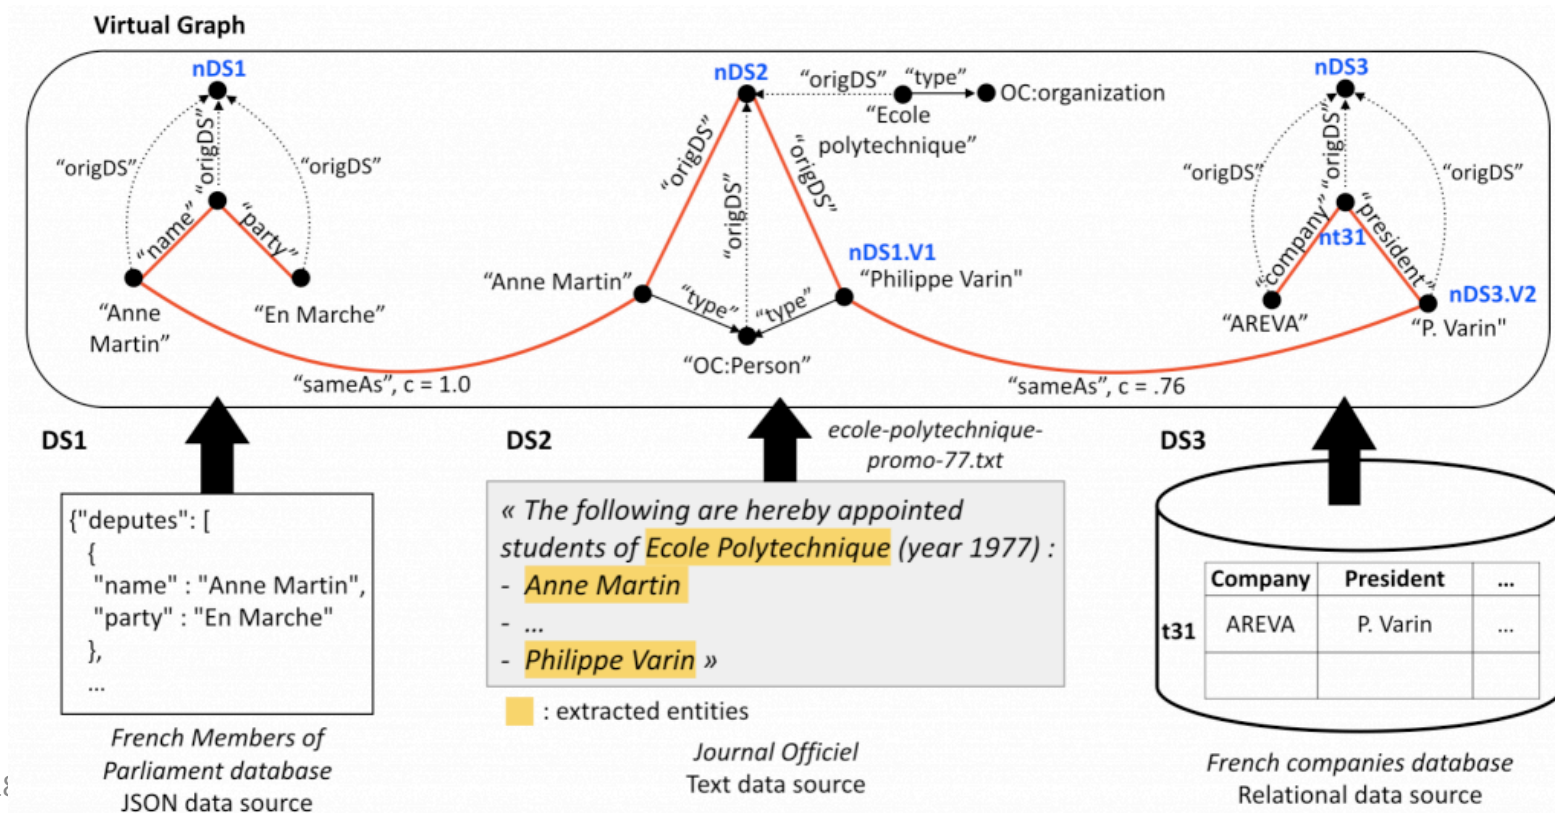 Virtual Graph
nDS1
nDS2
nDS3
“origDS”
“type”
OC:organization
“Ecole
polytechnique”
“origDS”
“origDS”
“origDS”
“name”
“party”
“Anne
Martin”
“En Marche”
“origDS”
“origDS”
“origDS”
“Anne Martin”
nDS1.V1
“Philippe Varin"
“type”
“type”
“OC:Person”
“origDS”
“origDS”
“origDS”
“company”
“president”
nt31
nDS3.V2
“AREVA”
“P. Varin"
“sameAs”, c = 1.0
“sameAs”, c = .76
DS1
DS2
ecole-polytechnique-
promo-77.txt
DS3
{"deputes": [
{
"name" : "Anne Martin",
"party" : "En Marche"
},
...
French Members of
Parliament database
JSON data source
« The following are hereby appointed
students of Ecole Polytechnique (year 1977) :
- Anne Martin
- ...
- Philippe Varin »
: extracted entities
Journal Officiel
Text data source
Company President ...
t31 AREVA P. Varin ...
French companies database
Relational data source